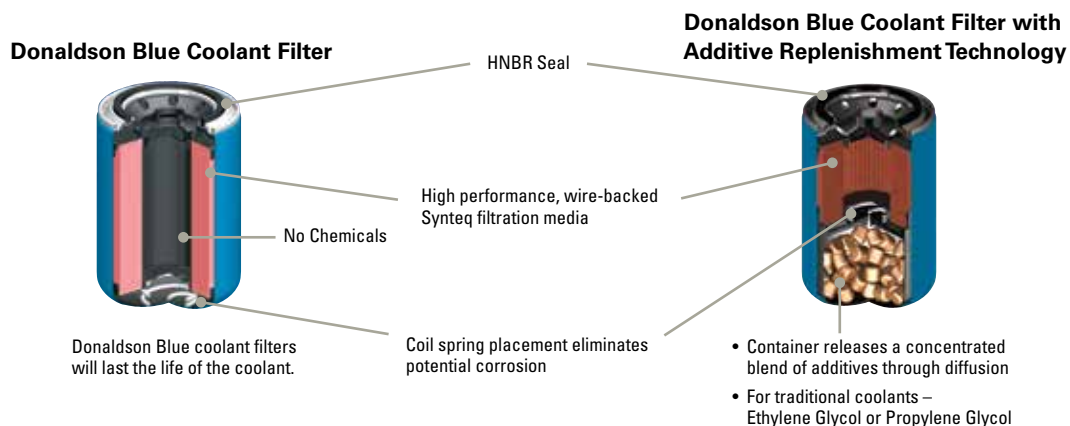 Donaldson Blue Coolant Filter
Donaldson Blue Coolant Filter with
Additive Replenishment Technology
HNBR Seal
High performance, wire-backed
Synteq filtration media
No Chemicals
Coil spring placement eliminates
potential corrosion
Donaldson Blue coolant filters
will last the life of the coolant.
• Container releases a concentrated
blend of additives through diffusion
• For traditional coolants –
Ethylene Glycol or Propylene Glycol